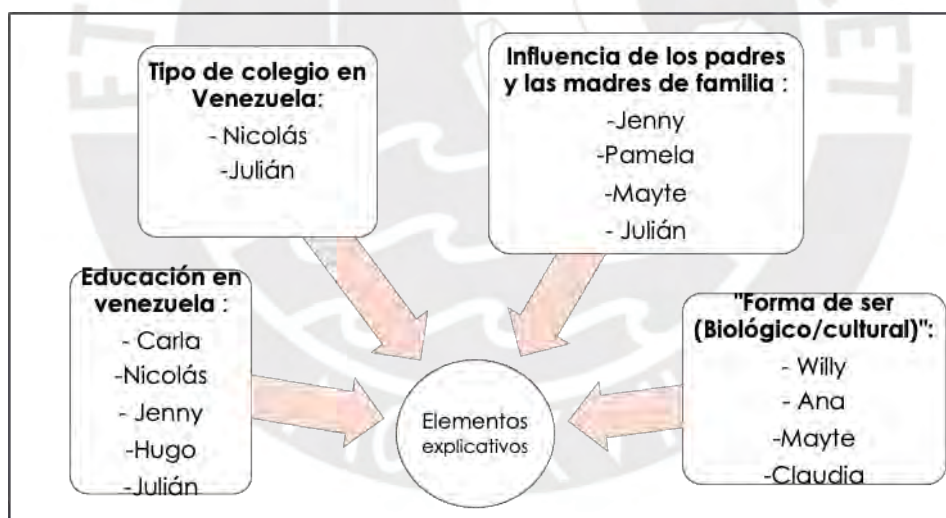 Tipo de colegio en
Venezuela:
- Nicolás
-Julián
Influencia de los padres
y las madres de familia :
-Jenny
-Pamela
-Mayte
- Julián
Educación en
venezuela :
- Carla
-Nicolás
- Jenny
-Hugo
-Julián
"Forma de ser
(Biológico/cultural)":
- Willy
- Ana
-Mayte
-Claudia
Elementos
explicativos